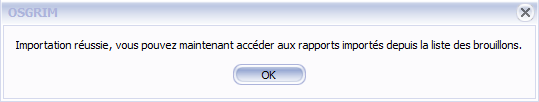 OSGRIM
Importation réussie, vous pouvez maintenant accéder aux rapports importés depuis la liste des brouillons.
OK